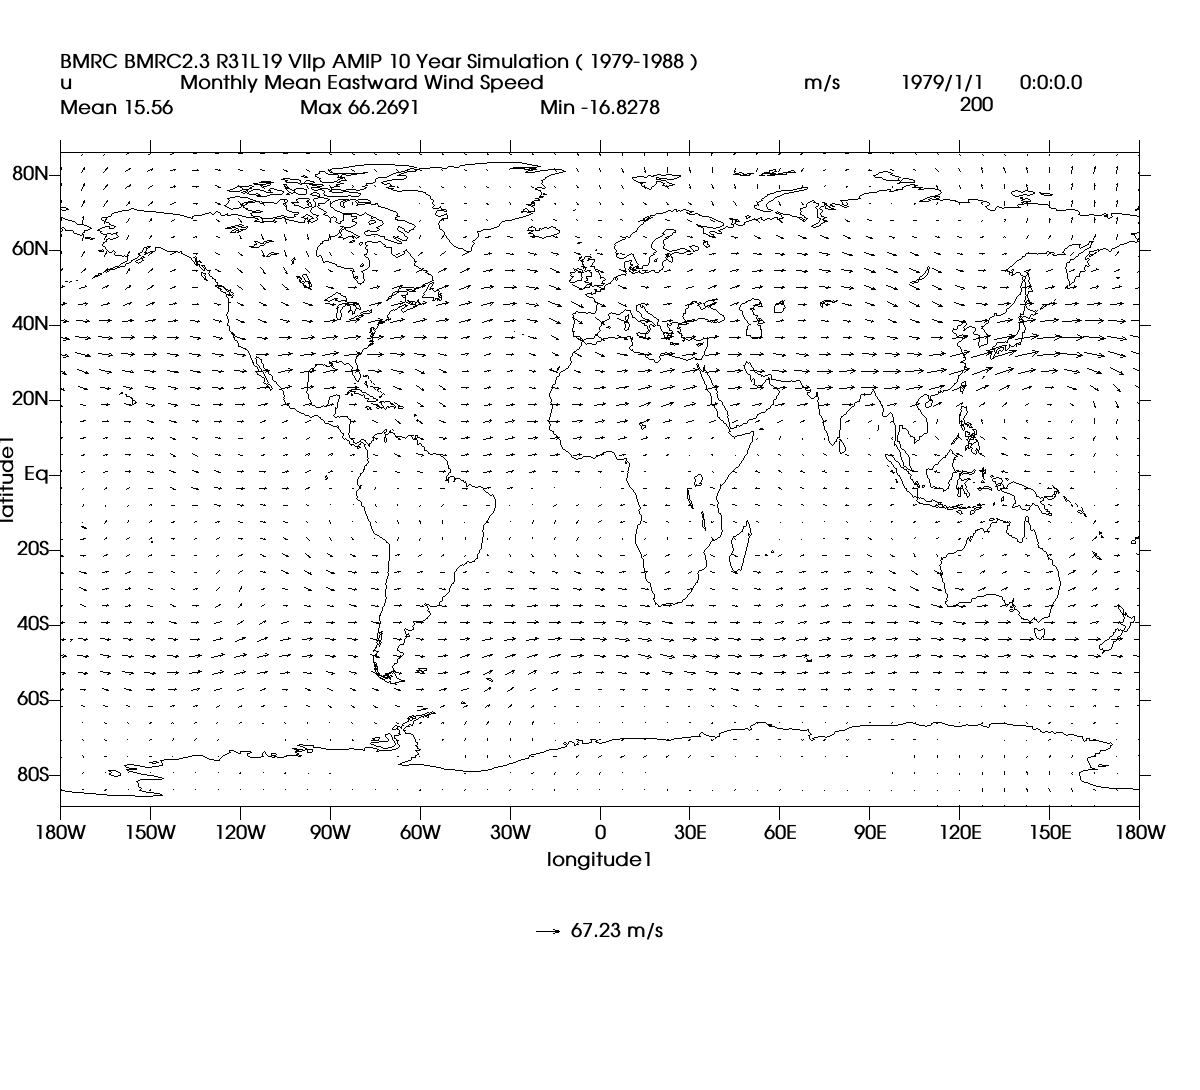 BMRC BMRC2.3 R31L19 VIIp AMIP 10 Year Simulation ( 1979-1988 )
u Monthly Mean Eastward Wind Speed m/s 1979/1/1 0:0:0.0
Mean 15.56 Max 66.2691 Min -16.8278 200
80N
60N
40N
20N
Eq
20S
40S
60S
80S
latitude1
180W 150W 120W 90W 60W 30W 0 30E 60E 90E 120E 150E 180W
longitude1
67.23 m/s